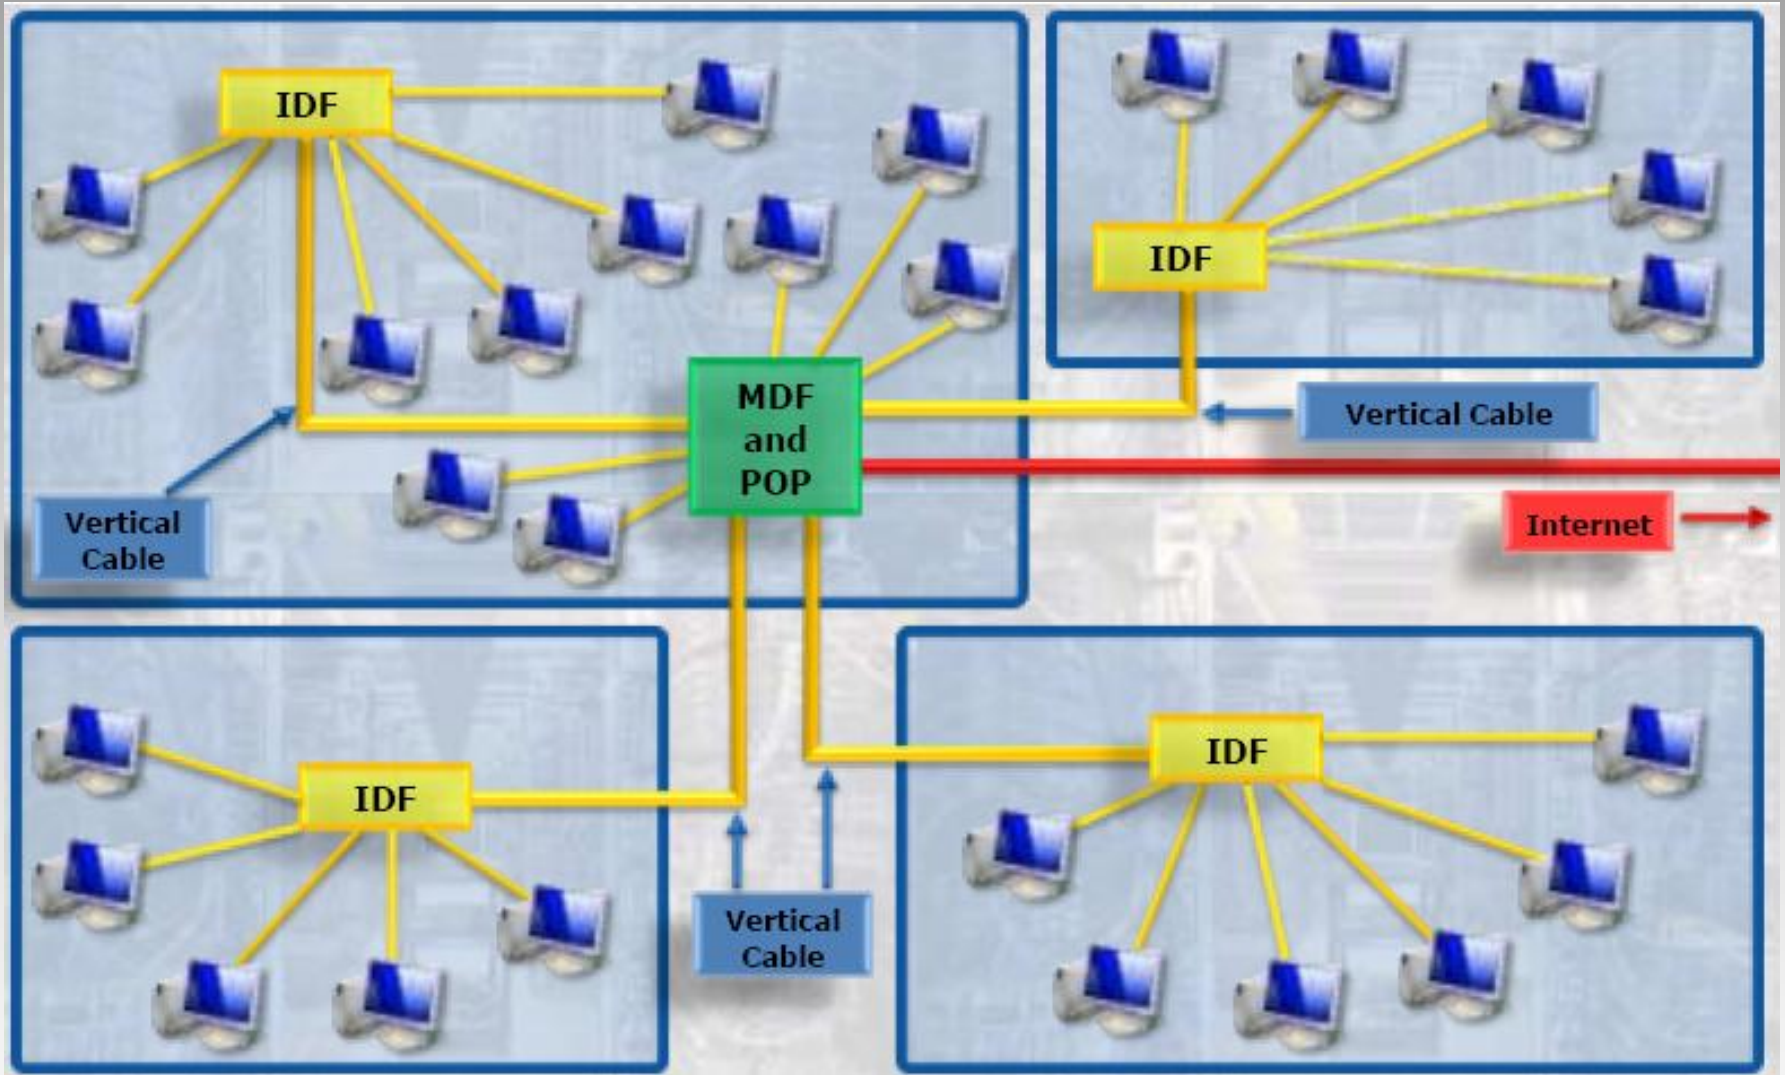 IDF
IDF
MDF
and
POP
Vertical Cable
Vertical
Cable
Internet
IDF
IDF
Vertical
Cable